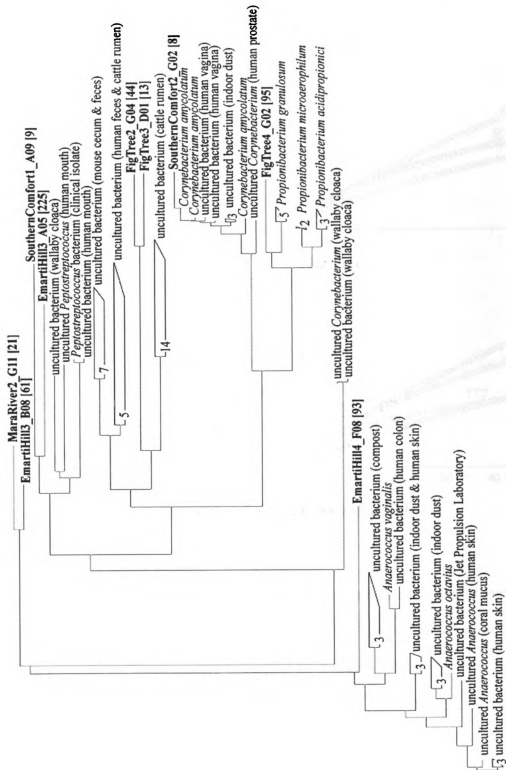 MaraRiver2_G11 [21]
EmartiHill3_B08 [61]
SouthernComfort1_A09 [9]
EmartiHill3_A05 [225]
uncultured bacterium (wallaby cloaca)
uncultured Peptostreptococcus (human mouth)
Peptostreptococcus bacterium (clinical isolate)
uncultured bacterium (human mouth)
7
uncultured bacterium (mouse cecum & feces)
5
uncultured bacterium (human feces & cattle rumen)
FigTree2_G04 [44]
FigTree3_D01 [13]
14
uncultured bacterium (cattle rumen)
SouthernComfort2_G02 [8]
Corynebacterium amycolatum
Corynebacterium amycolatum
uncultured bacterium (human vagina)
uncultured bacterium (human vagina)
3
uncultured bacterium (indoor dust)
Corynebacterium amycolatum
uncultured Corynebacterium (human prostate)
FigTree4_G02 [95]
5
Propionibacterium granulosum
2
Propionibacterium microaerophilum
3
Propionibacterium acidipropionici
uncultured Corynebacterium (wallaby cloaca)
uncultured bacterium (wallaby cloaca)
EmartiHill4_F08 [93]
3
uncultured bacterium (compost)
Anaerococcus vaginalis
uncultured bacterium (human colon)
3
uncultured bacterium (indoor dust & human skin)
3
uncultured bacterium (indoor dust)
Anaerococcus octavius
uncultured bacterium (Jet Propulsion Laboratory)
uncultured Anaerococcus (human skin)
uncultured Anaerococcus (coral mucus)
3
uncultured bacterium (human skin)